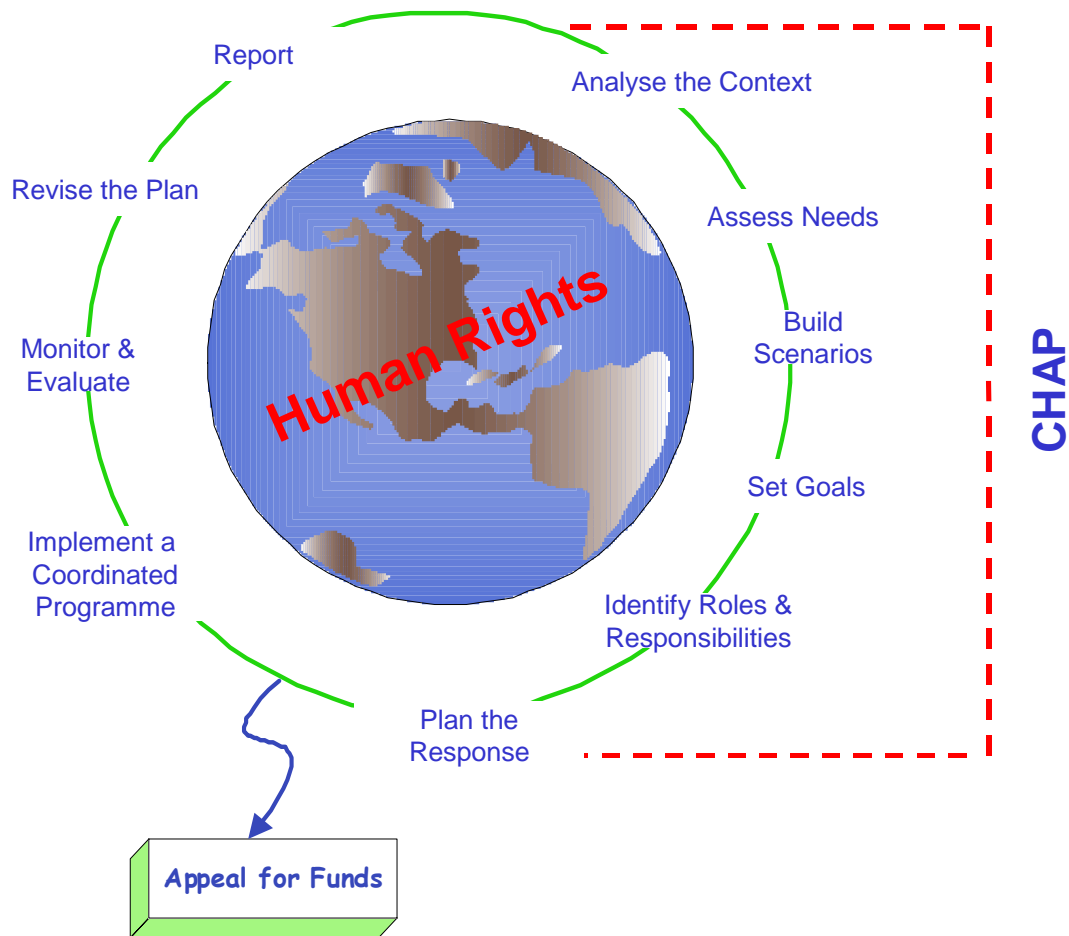 Report
Analyse the Context
Revise the Plan
Assess Needs
Human Rights
Build
Scenarios
Monitor &
Evaluate
CHAP
Set Goals
Implement a
Coordinated
Programme
Identify Roles &
Responsibilities
Plan the
Response
Appeal for Funds